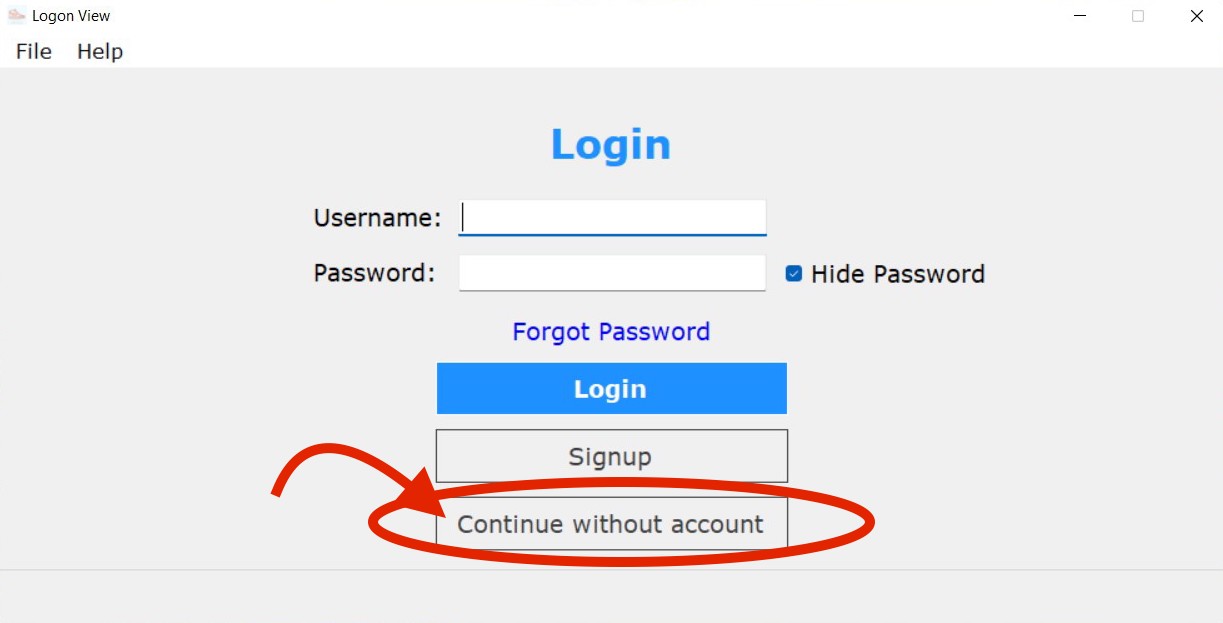 Logon View
File Help
Login
Username:
Password:
Hide Password
Forgot Password
Login
Signup
Continue without account